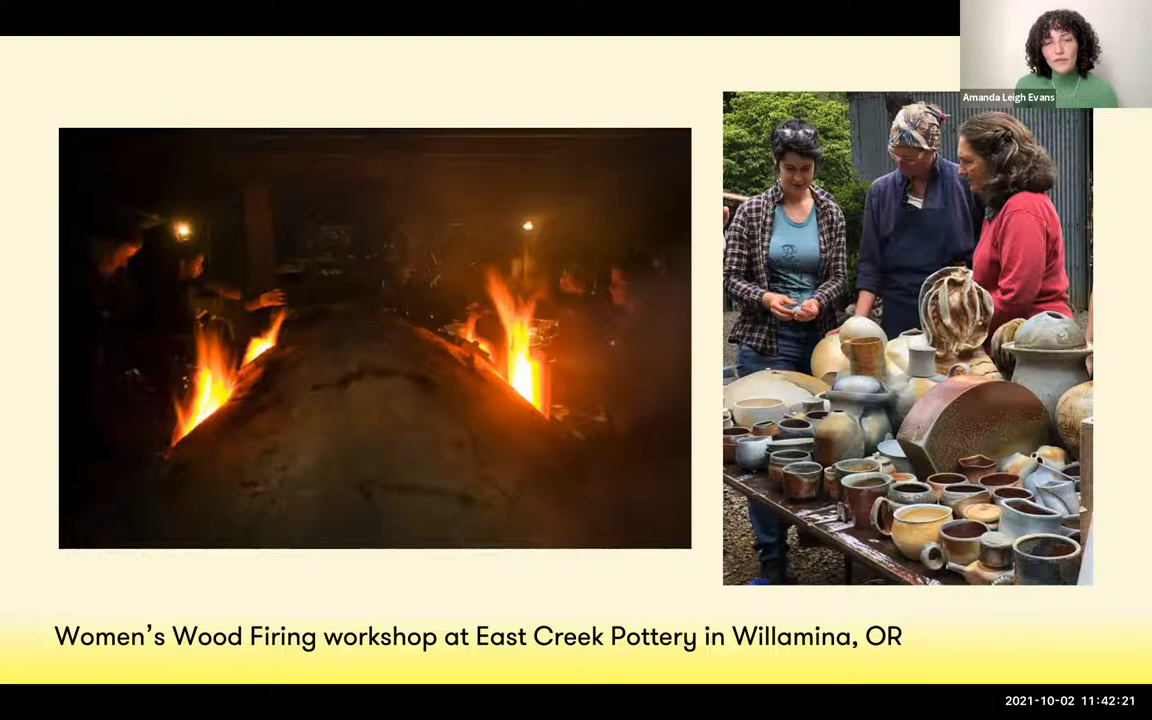 Amanda Leigh Evans
Women's Wood Firing workshop at East Creek Pottery in Willamina, OR
2021-10-02 11:42:21